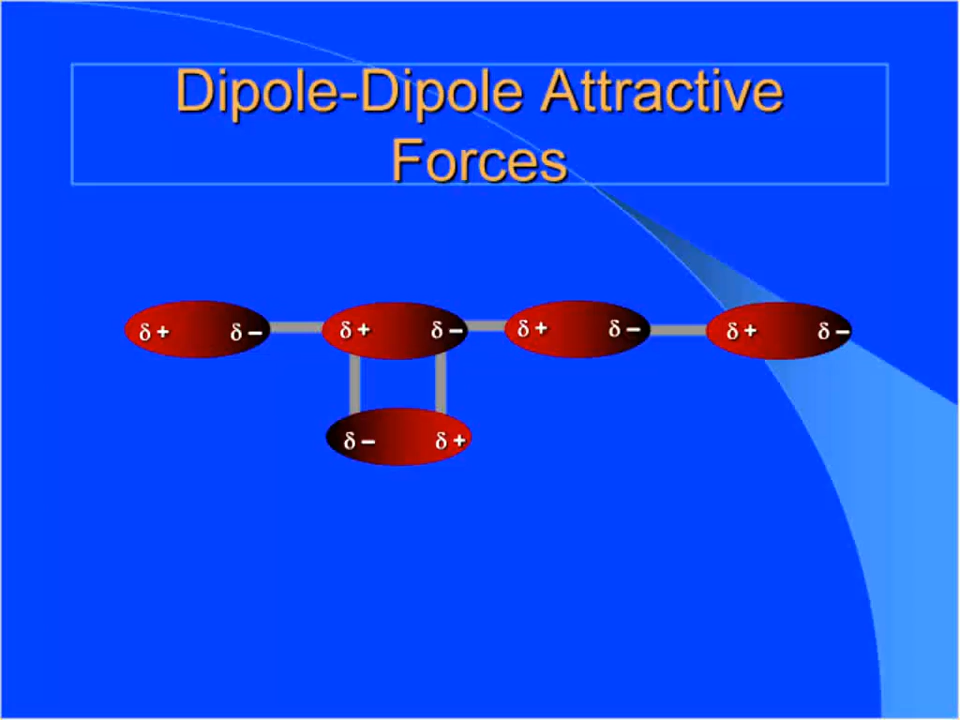 Dipole-Dipole Attractive
Forces
δ + δ – δ + δ – δ + δ – δ + δ –
δ – δ +